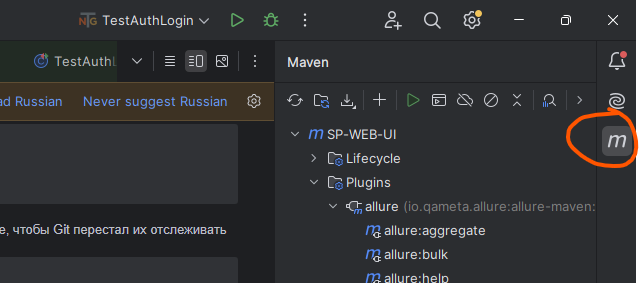 TestAuthLogin
TestAuthL
Maven
ad Russian Never suggest Russian
SP-WEB-UI
Lifecycle
Plugins
allure (io.qameta.allure:allure-maven:
allure:aggregate
allure:bulk
allure:help
е, чтобы Git перестал их отслеживать
m